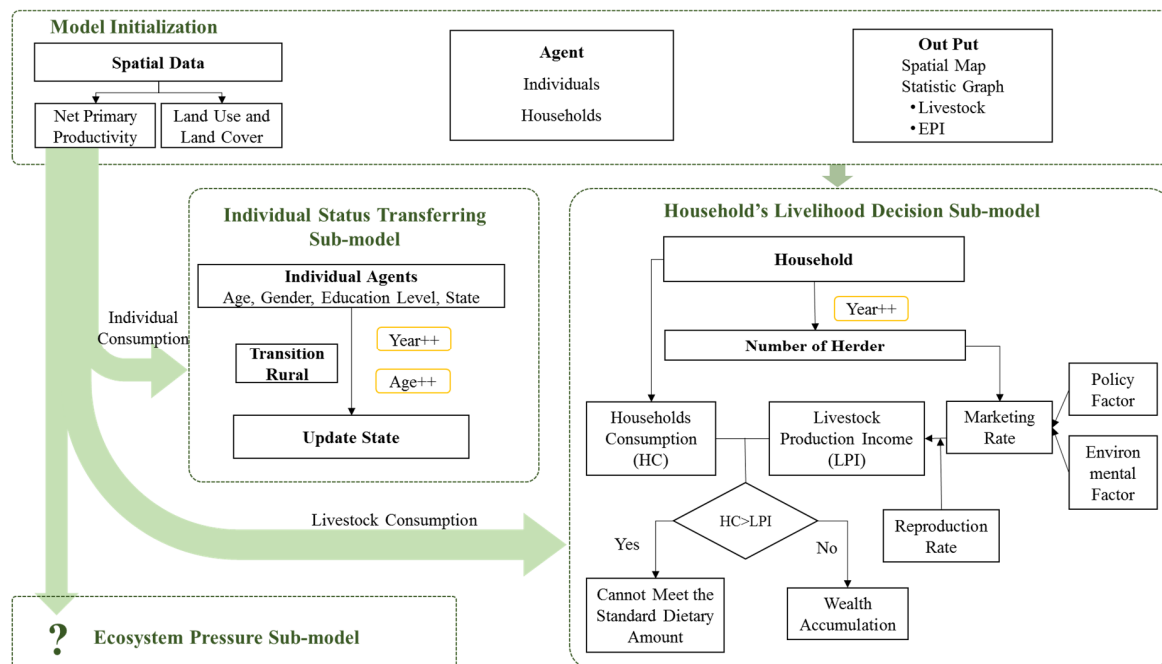 Model Initialization
Spatial Data
Net Primary
Productivity
Land Use and
Land Cover
Agent
Individuals
Households
Out Put
Spatial Map
Statistic Graph
• Livestock
• EPI
Individual Status Transferring
Sub-model
Individual Agents
Age, Gender, Education Level, State
Year++
Transition
Rural
Age++
Update State
Individual
Consumption
Livestock Consumption
Household's Livelihood Decision Sub-model
Household
Year++
Number of Herder
Households
Consumption
(HC)
Livestock
Production Income
(LPI)
Marketing
Rate
Policy
Factor
Environ
mental
Factor
Reproduction
Rate
HC>LPI
Yes
No
Cannot Meet the
Standard Dietary
Amount
Wealth
Accumulation
? Ecosystem Pressure Sub-model